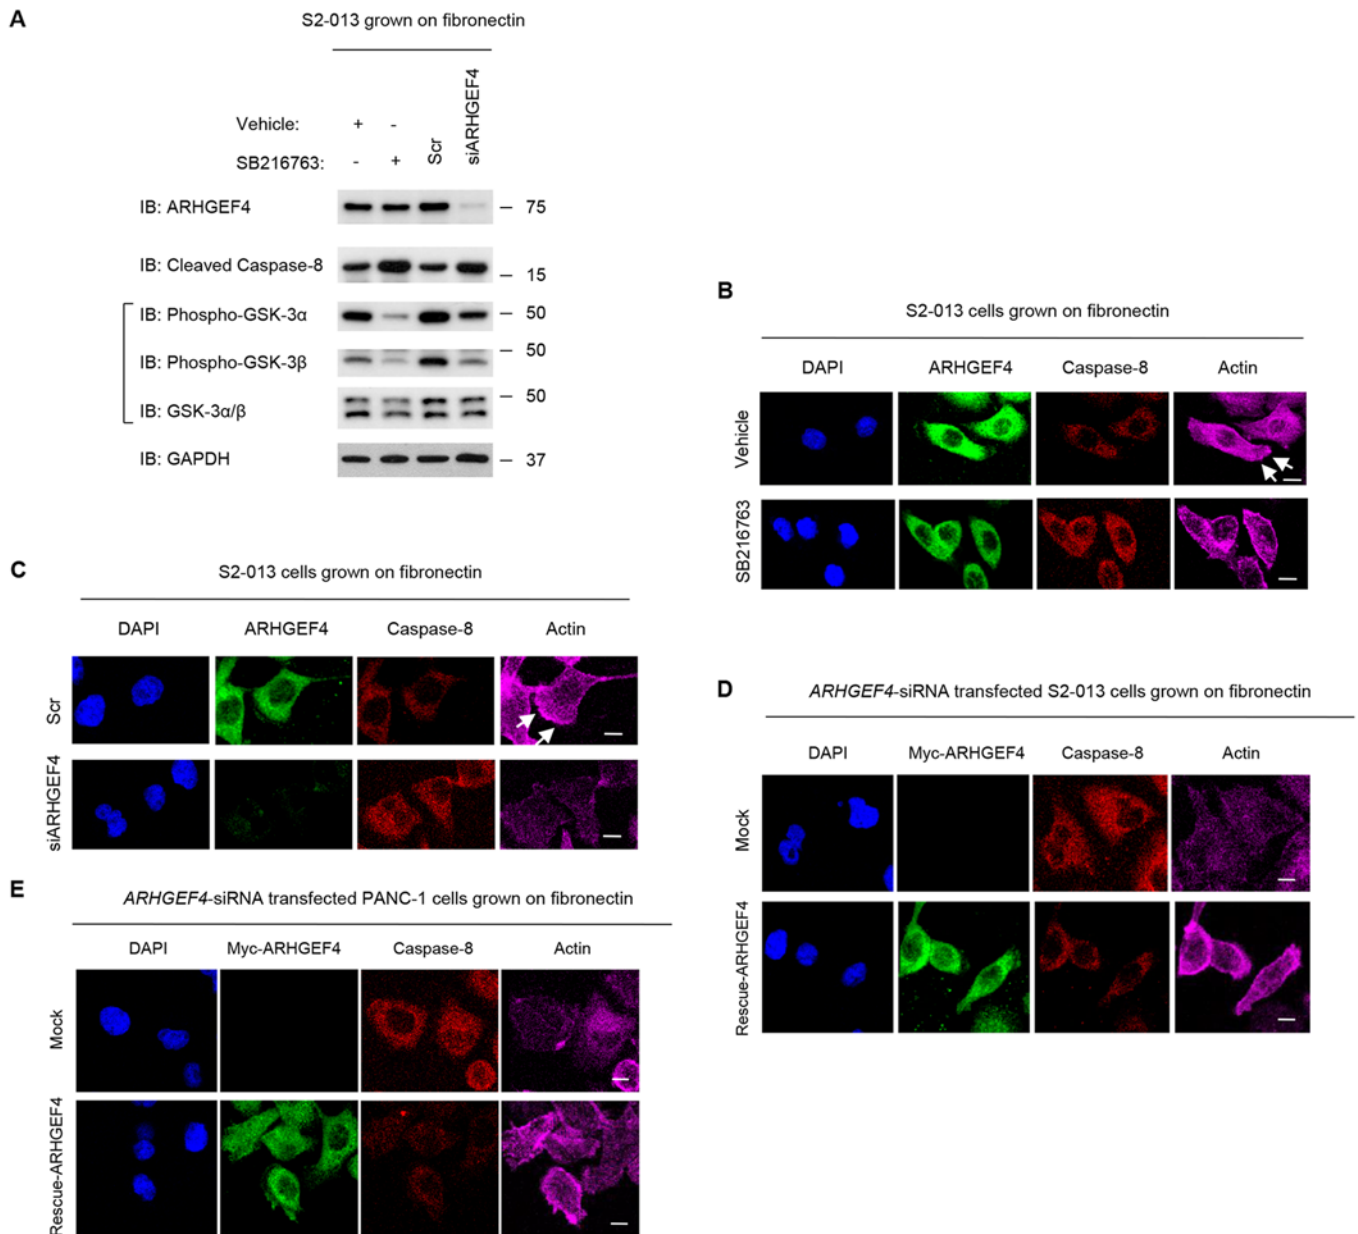 A
S2-013 grown on fibronectin
Vehicle: + -
SB216763: - + Scr siARHGEF4
IB: ARHGEF4 — 75
IB: Cleaved Caspase-8 — 15
IB: Phospho-GSK-3α — 50
IB: Phospho-GSK-3β — 50
IB: GSK-3α/β — 50
IB: GAPDH — 37
B
S2-013 cells grown on fibronectin
DAPI ARHGEF4 Caspase-8 Actin
Vehicle
SB216763
C
S2-013 cells grown on fibronectin
DAPI ARHGEF4 Caspase-8 Actin
Scr
siARHGEF4
D
ARHGEF4-siRNA transfected S2-013 cells grown on fibronectin
DAPI Myc-ARHGEF4 Caspase-8 Actin
Mock
Rescue-ARHGEF4
E
ARHGEF4-siRNA transfected PANC-1 cells grown on fibronectin
DAPI Myc-ARHGEF4 Caspase-8 Actin
Mock
Rescue-ARHGEF4